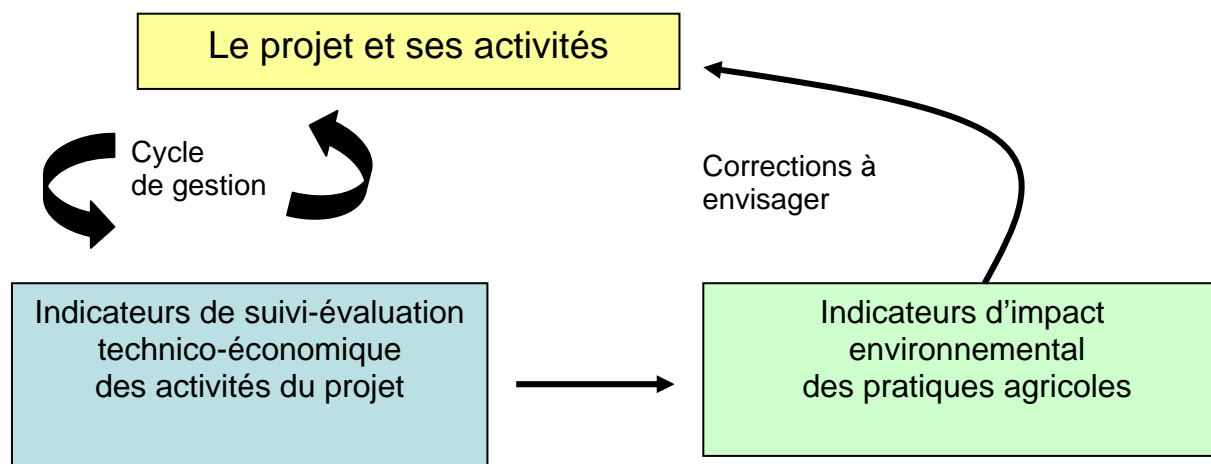 Le projet et ses activités
Cycle
de gestion
Corrections à
envisager
Indicateurs de suivi-évaluation
technico-économique
des activités du projet
Indicateurs d'impact
environnemental
des pratiques agricoles